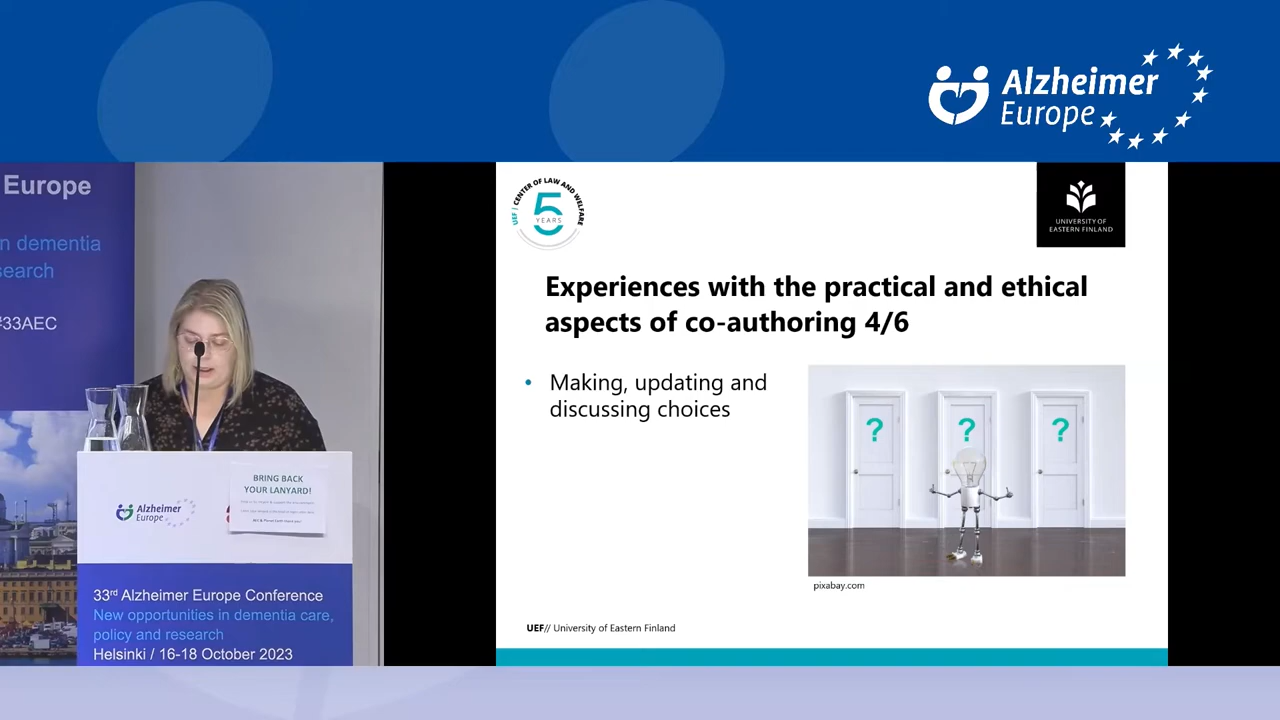 Alzheimer
Europe
Europe
n dementia
search
#33AEC
BRING BACK
YOUR LANYARD!
Alzheimer
Europe
33rd Alzheimer Europe Conference
New opportunities in dementia care,
policy and research
Helsinki / 16-18 October 2023
UEF | CENTER OF LAW AND WELFARE
5
YEARS
UNIVERSITY OF
EASTERN FINLAND
Experiences with the practical and ethical
aspects of co-authoring 4/6
• Making, updating and
discussing choices
? ? ?
pixabay.com
UEF// University of Eastern Finland